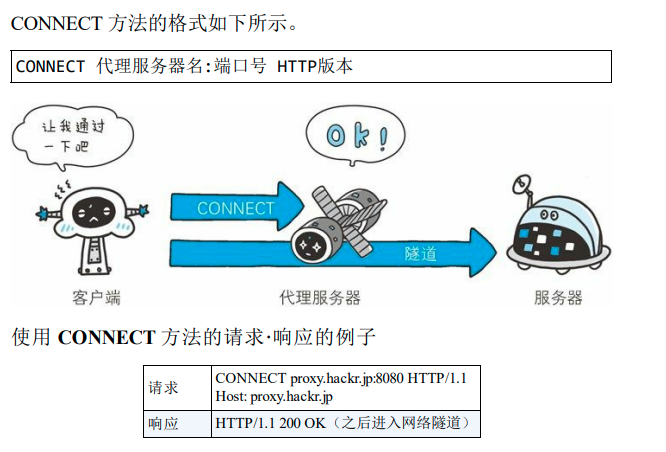 CONNECT 方法的格式如下所示。
CONNECT 代理服务器名:端口号 HTTP版本
让我通过
一下吧
Ok!
CONNECT
隧道
客户端
代理服务器
服务器
使用 CONNECT 方法的请求·响应的例子
请求
CONNECT proxy.hackr.jp:8080 HTTP/1.1
Host: proxy.hackr.jp
响应
HTTP/1.1 200 OK（之后进入网络隧道）